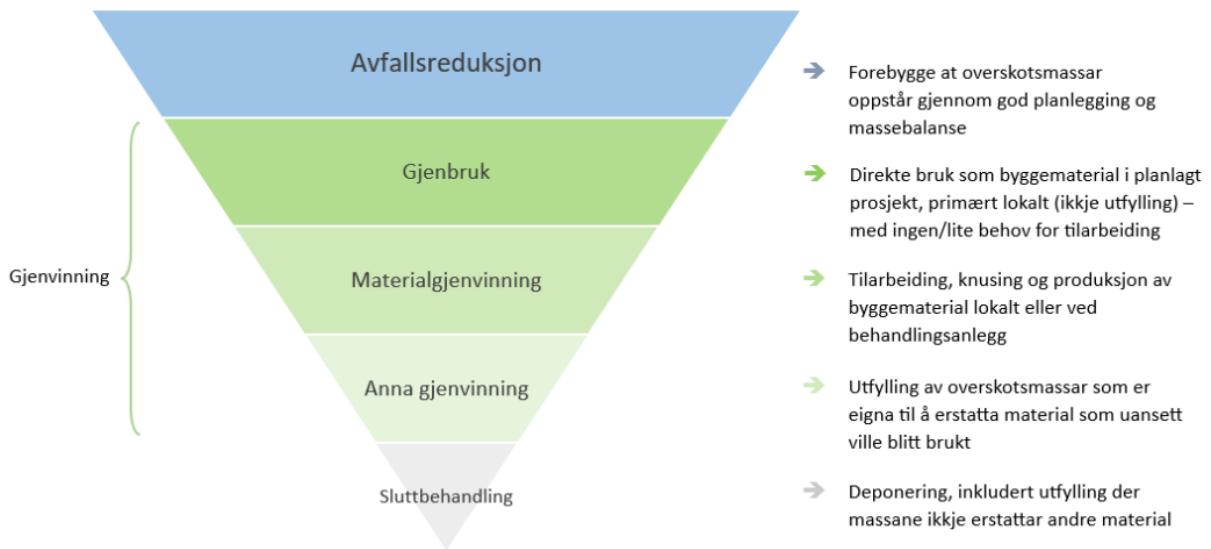 Avfallsreduksjon
Forebygge at overskotsmassar
oppstår gjennom god planlegging og
massebalanse
Gjenbruk
Direkte bruk som byggematerial i planlagt
prosjekt, primært lokalt (ikkje utfylling) –
med ingen/lite behov for tilarbeiding
Gjenvinning
Materialgjenvinning
Tilarbeiding, knusing og produksjon av
byggematerial lokalt eller ved
behandlingsanlegg
Anna gjenvinning
Utfylling av overskotsmassar som er
eigna til å erstatta material som uansett
ville blitt brukt
Sluttbehandling
Deponering, inkludert utfylling der
massane ikkje erstattar andre material